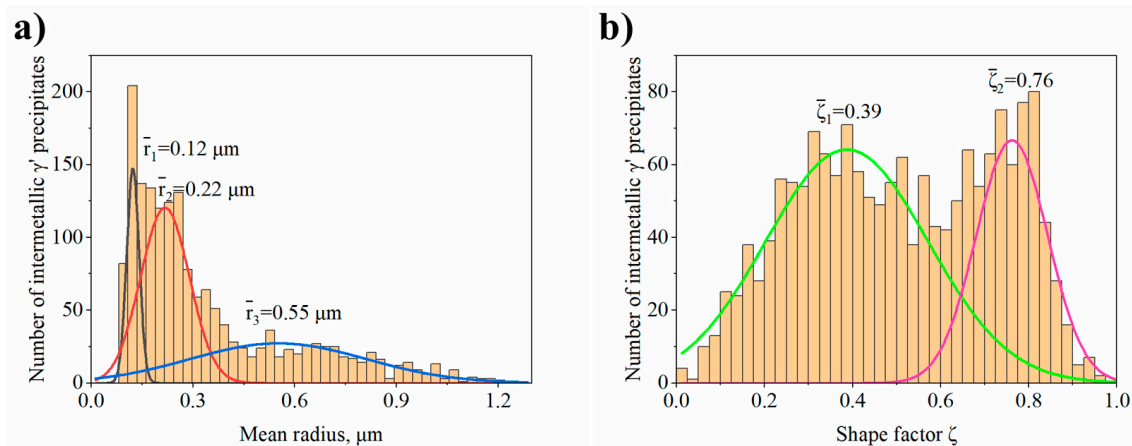 a)
Number of intermetallic γ' precipitates
200
150
100
50
0
r̄₁=0.12 μm
r̄₂=0.22 μm
r̄₃=0.55 μm
0.0 0.3 0.6 0.9 1.2
Mean radius, μm
b)
Number of intermetallic γ' precipitates
80
60
40
20
0
ζ̄₁=0.39
ζ̄₂=0.76
0.0 0.2 0.4 0.6 0.8 1.0
Shape factor ζ